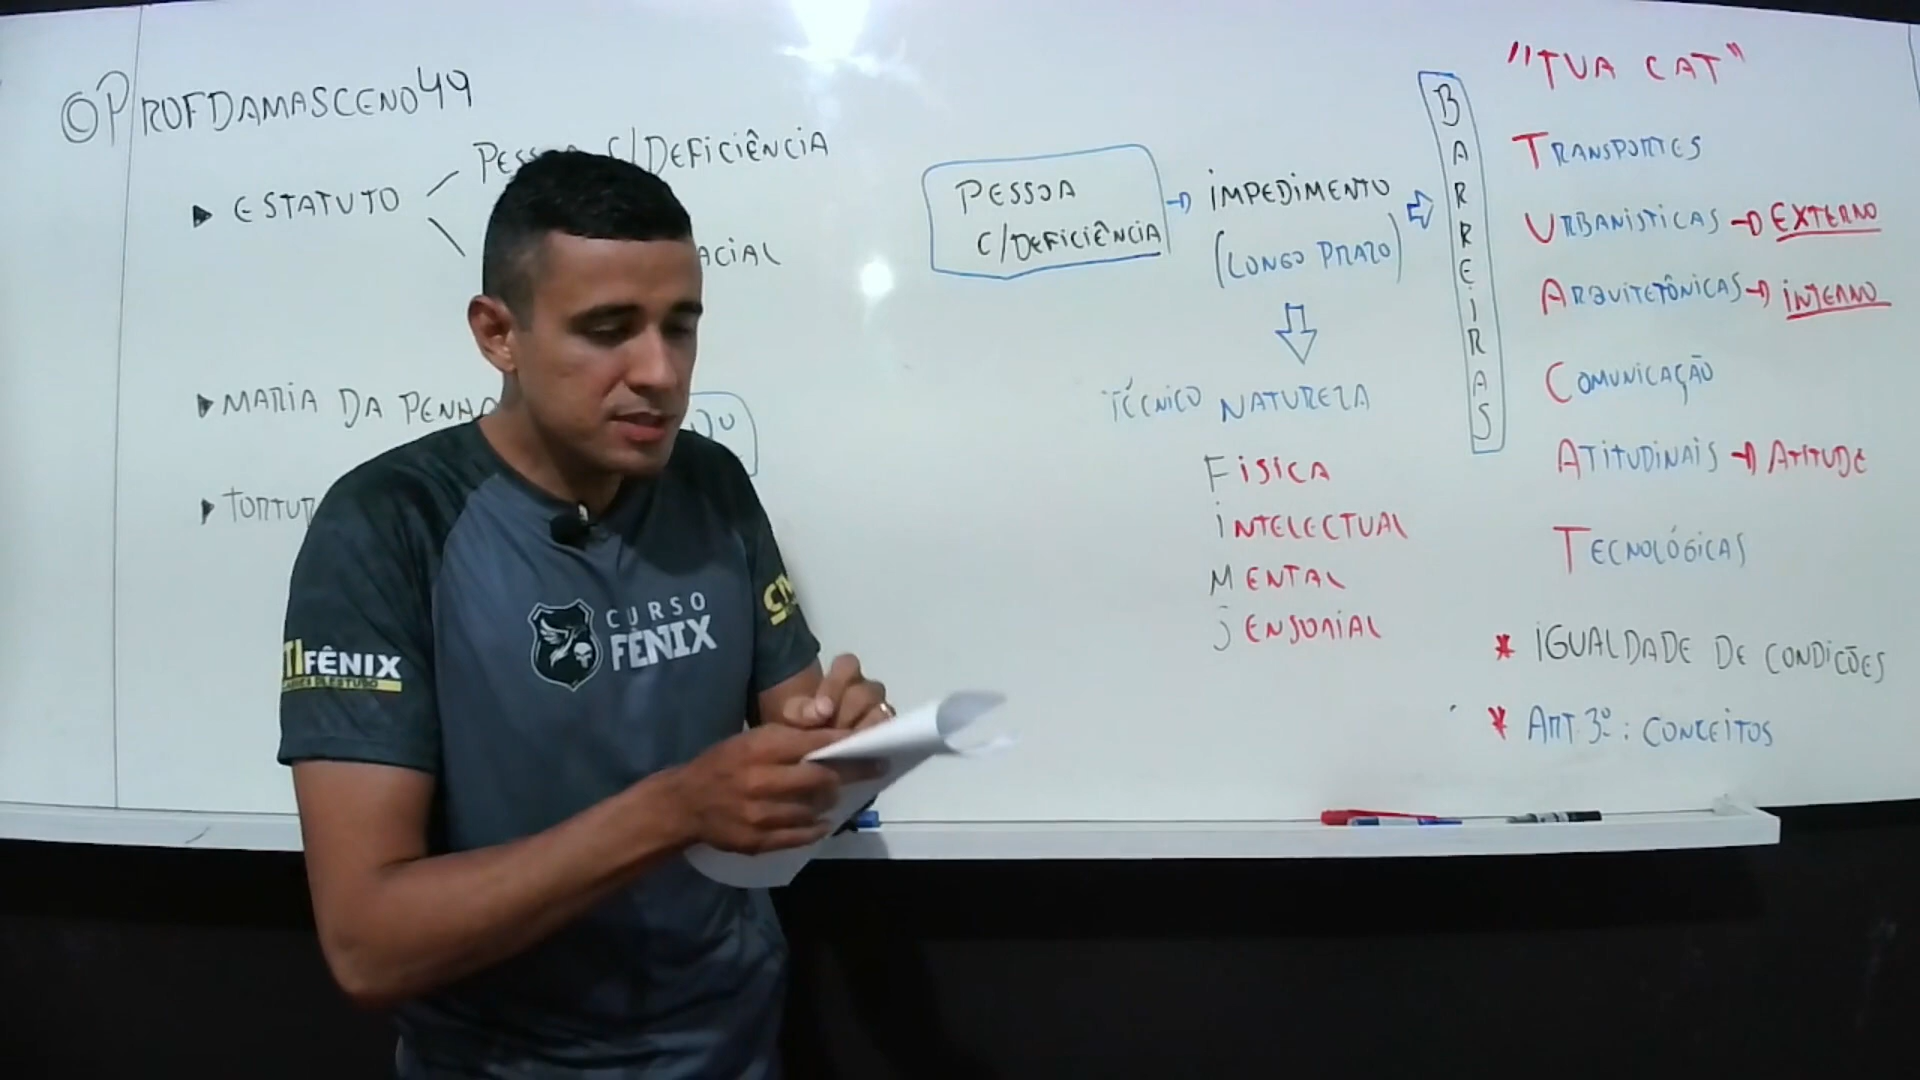 @PROFDAMASCENO49
▶ ESTATUTO
PESSOA C/DEFICIÊNCIA
ACIAL
▶ MARIA DA PENHA
▶ TORTUR
PESSOA
C/DEFICIÊNCIA
→ IMPEDIMENTO
(LONGO PRAZO)
TÉCNICO NATUREZA
FISICA
INTELECTUAL
MENTAL
SENSORIAL
BARREIRAS
"TUA CAT"
TRANSPORTES
URBANISTICAS → EXTERNO
ARQUITETÔNICAS → INTERNO
COMUNICAÇÃO
ATITUDINAIS → ATITUDE
TECNOLÓGICAS
* IGUALDADE DE CONDIÇÕES
* ART 3º: CONCEITOS
CURSO
FÊNIX
FÊNIX